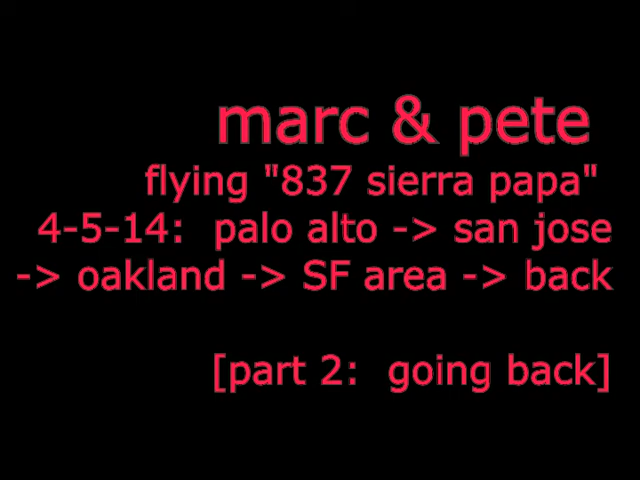 marc & pete
flying "837 sierra papa"
4-5-14:  palo alto -> san jose
-> oakland -> SF area -> back
[part 2:  going back]